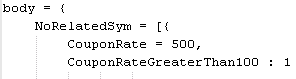 body = {
NoRelatedSym = [{
CouponRate = 500,
CouponRateGreaterThan100 : 1